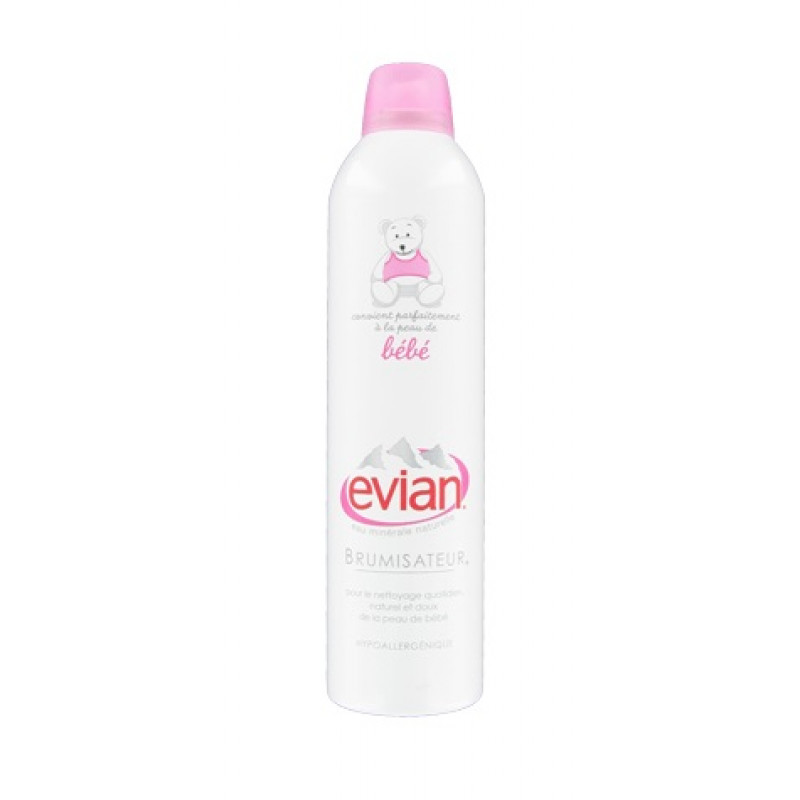 convient parfaitement
à la peau de
bébé
evian®
eau minérale naturelle
BRUMISATEUR®
pour le nettoyage quotidien,
naturel et doux
de la peau de bébé
HYPOALLERGÉNIQUE